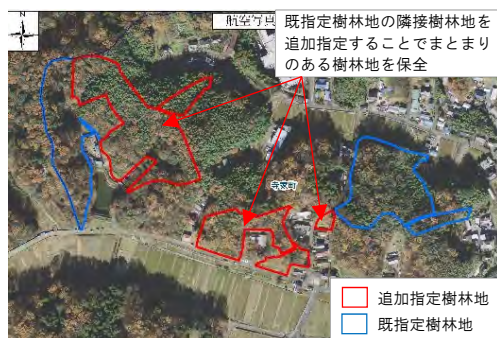 N
航空写真
既指定樹林地の隣接樹林地を
追加指定することでまとまり
のある樹林地を保全
寺家町
追加指定樹林地
既指定樹林地